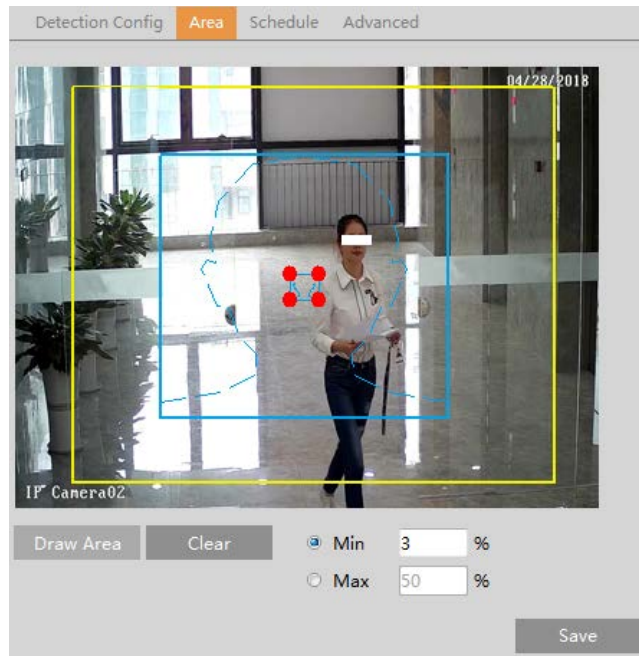 Detection Config Area Schedule Advanced
04/28/2018
IP Camera02
Draw Area Clear Min 3 %
Max 50 %
Save